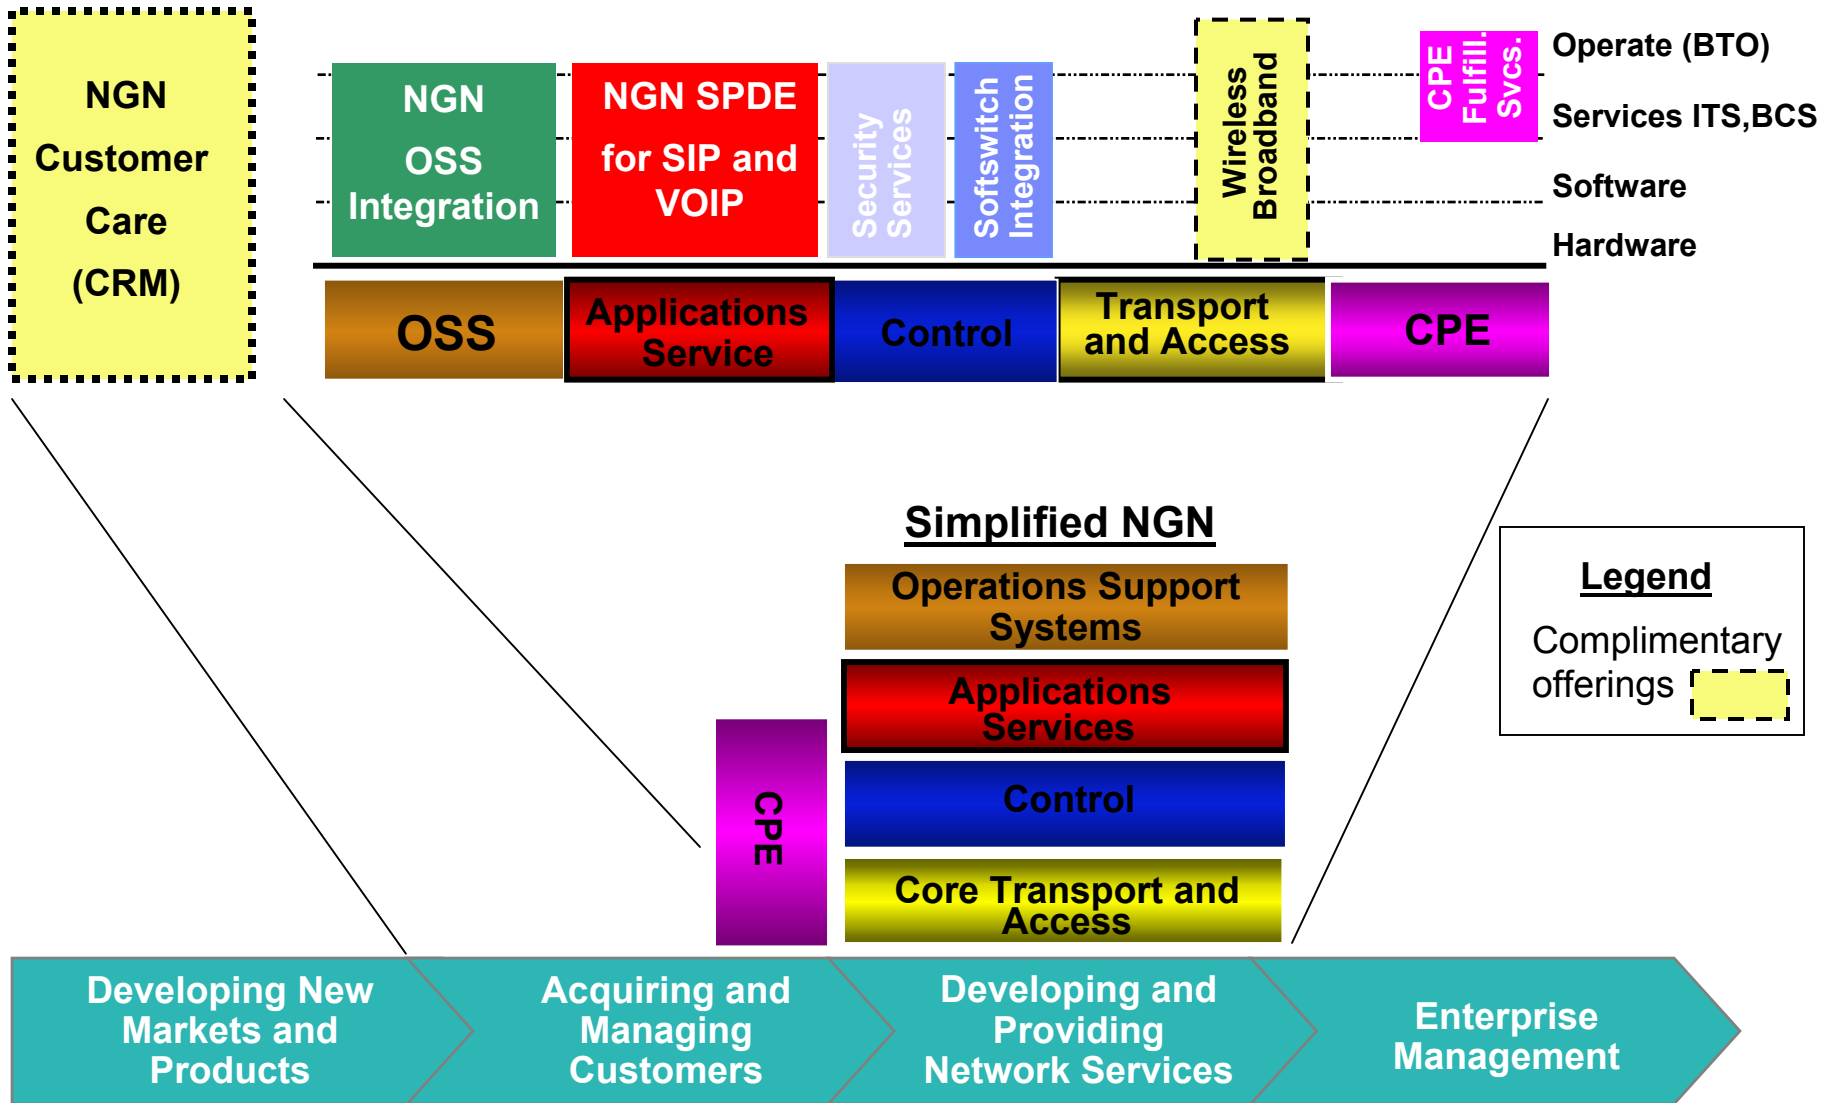 NGN
Customer
Care
(CRM)
NGN
OSS
Integration
NGN SPDE
for SIP and
VOIP
Security
Services
Softswitch
Integration
Wireless
Broadband
CPE
Fulfill.
Svcs.
Operate (BTO)
Services ITS,BCS
Software
Hardware
OSS
Applications
Service
Control
Transport
and Access
CPE
Simplified NGN
Operations Support
Systems
Applications
Services
Control
Core Transport and
Access
CPE
Legend
Complimentary
offerings
Developing New
Markets and
Products
Acquiring and
Managing
Customers
Developing and
Providing
Network Services
Enterprise
Management